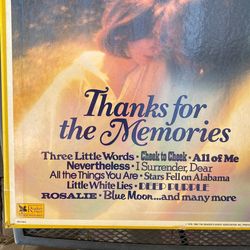 Thanks for
the Memories
Three Little Words • Cheek to Cheek • All of Me
Nevertheless • I Surrender, Dear
All the Things You Are • Stars Fell on Alabama
Little White Lies • DEEP PURPLE
ROSALIE • Blue Moon...and many more